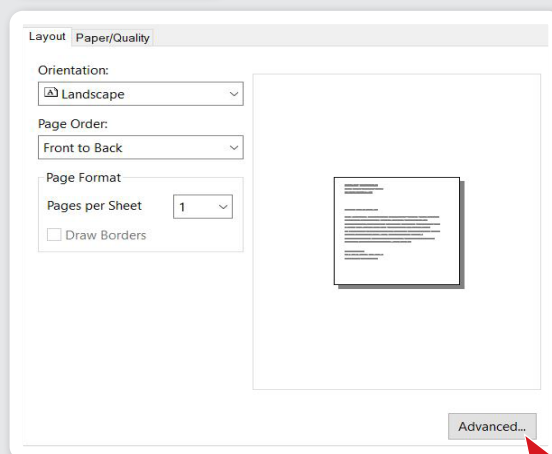 Layout Paper/Quality
Orientation:
Landscape
Page Order:
Front to Back
Page Format
Pages per Sheet 1
Draw Borders
Advanced...